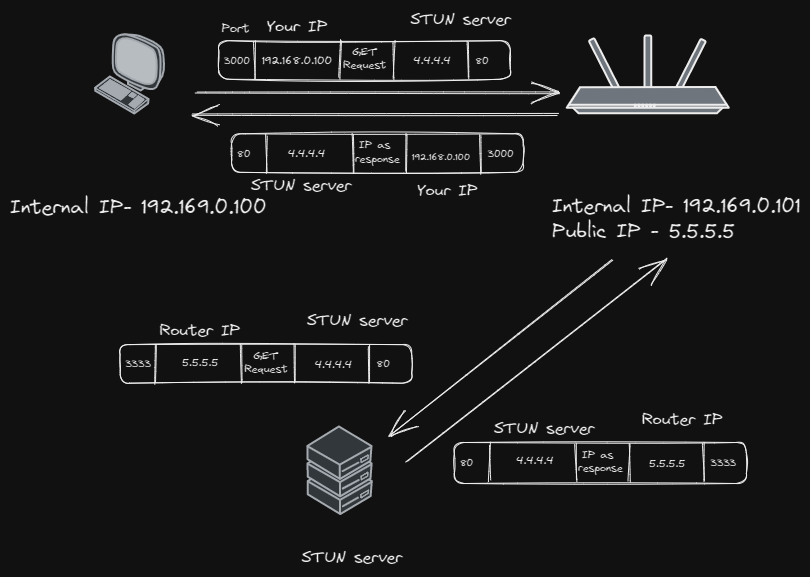 Port Your IP STUN server
3000 192.168.0.100 GET Request 4.4.4.4 80
80 4.4.4.4 IP as response 192.168.0.100 3000
STUN server Your IP
Internal IP- 192.169.0.100
Internal IP- 192.169.0.101
Public IP - 5.5.5.5
Router IP STUN server
3333 5.5.5.5 GET Request 4.4.4.4 80
STUN server Router IP
80 4.4.4.4 IP as response 5.5.5.5 3333
STUN server